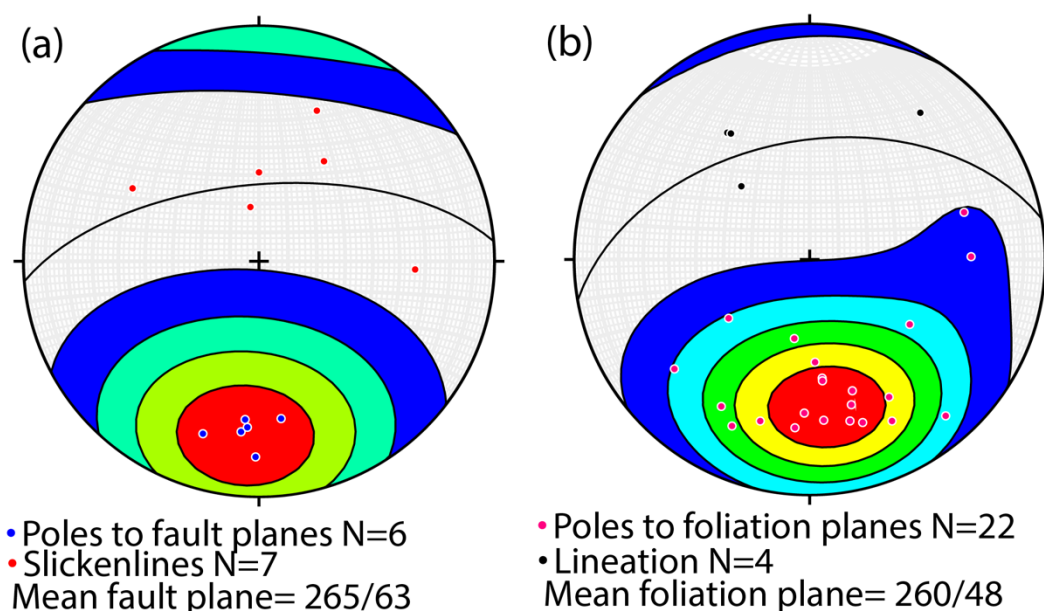 (a)
(b)
• Poles to fault planes N=6
• Slickenlines N=7
Mean fault plane= 265/63
• Poles to foliation planes N=22
• Lineation N=4
Mean foliation plane= 260/48